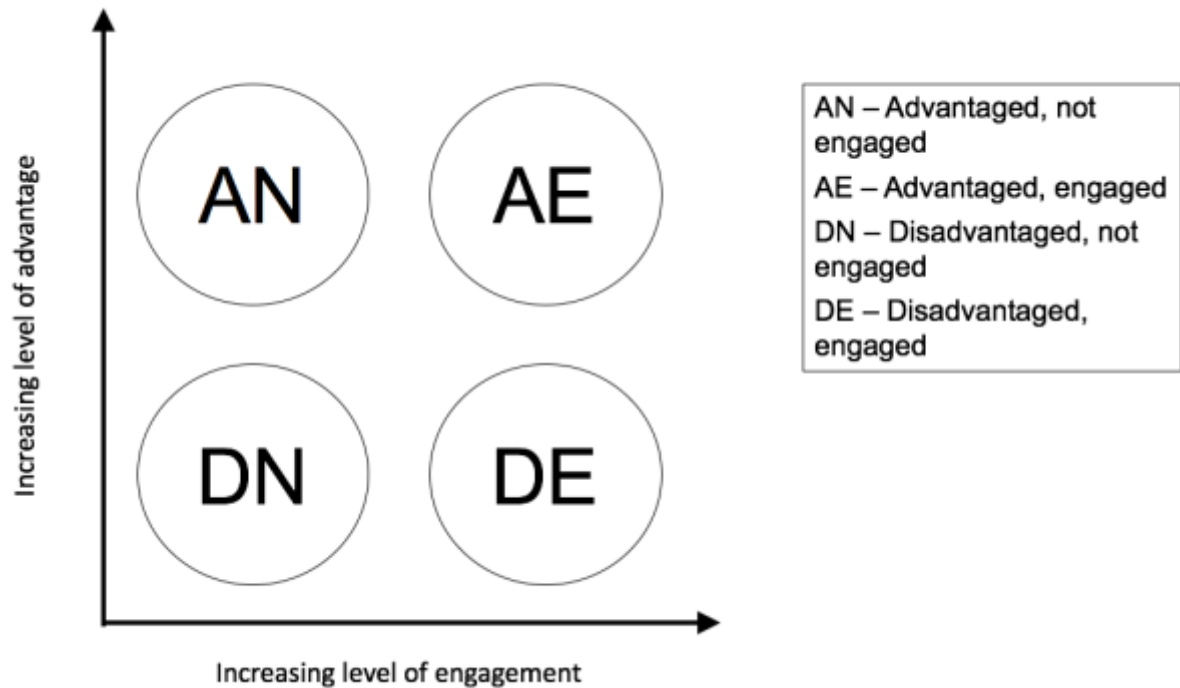 Increasing level of advantage
AN
AE
DN
DE
Increasing level of engagement
AN – Advantaged, not
engaged
AE – Advantaged, engaged
DN – Disadvantaged, not
engaged
DE – Disadvantaged,
engaged